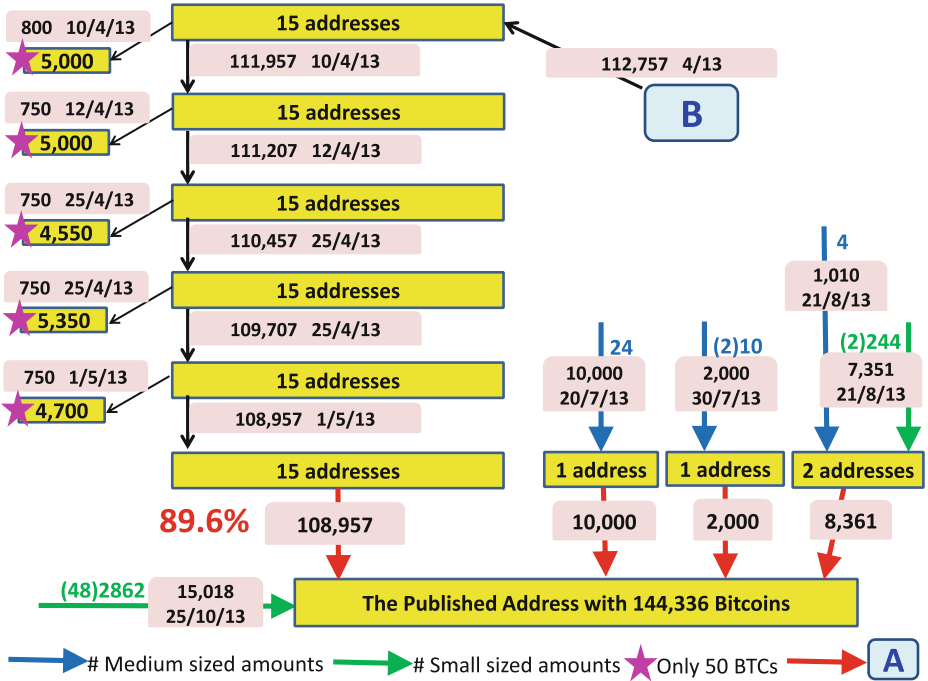 800 10/4/13
15 addresses
5,000
111,957 10/4/13
112,757 4/13
B
750 12/4/13
15 addresses
5,000
111,207 12/4/13
750 25/4/13
15 addresses
4,550
110,457 25/4/13
4
1,010
21/8/13
750 25/4/13
15 addresses
5,350
109,707 25/4/13
24
(2)10
(2)244
10,000
20/7/13
2,000
30/7/13
7,351
21/8/13
750 1/5/13
15 addresses
4,700
108,957 1/5/13
15 addresses
1 address
1 address
2 addresses
89.6%
108,957
10,000
2,000
8,361
(48)2862
15,018
25/10/13
The Published Address with 144,336 Bitcoins
# Medium sized amounts
# Small sized amounts
Only 50 BTCs
A